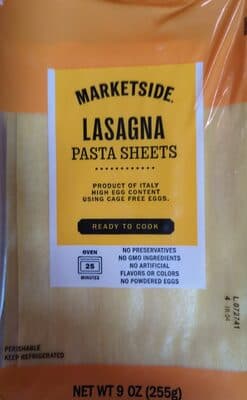 MARKETSIDE.
LASAGNA
PASTA SHEETS
PRODUCT OF ITALY
HIGH EGG CONTENT
USING CAGE FREE EGGS.
READY TO COOK
OVEN
25
MINUTES
NO PRESERVATIVES
NO GMO INGREDIENTS
NO ARTIFICIAL
FLAVORS OR COLORS
NO POWDERED EGGS
L 072741
PERISHABLE
KEEP REFRIGERATED
NET WT 9 OZ (255g)